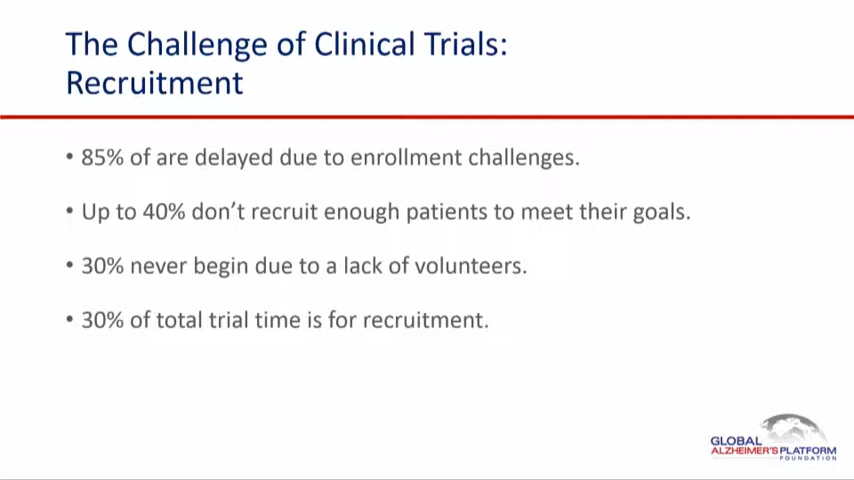 The Challenge of Clinical Trials:
Recruitment
• 85% of are delayed due to enrollment challenges.
• Up to 40% don’t recruit enough patients to meet their goals.
• 30% never begin due to a lack of volunteers.
• 30% of total trial time is for recruitment.
GLOBAL
ALZHEIMER'S PLATFORM
FOUNDATION